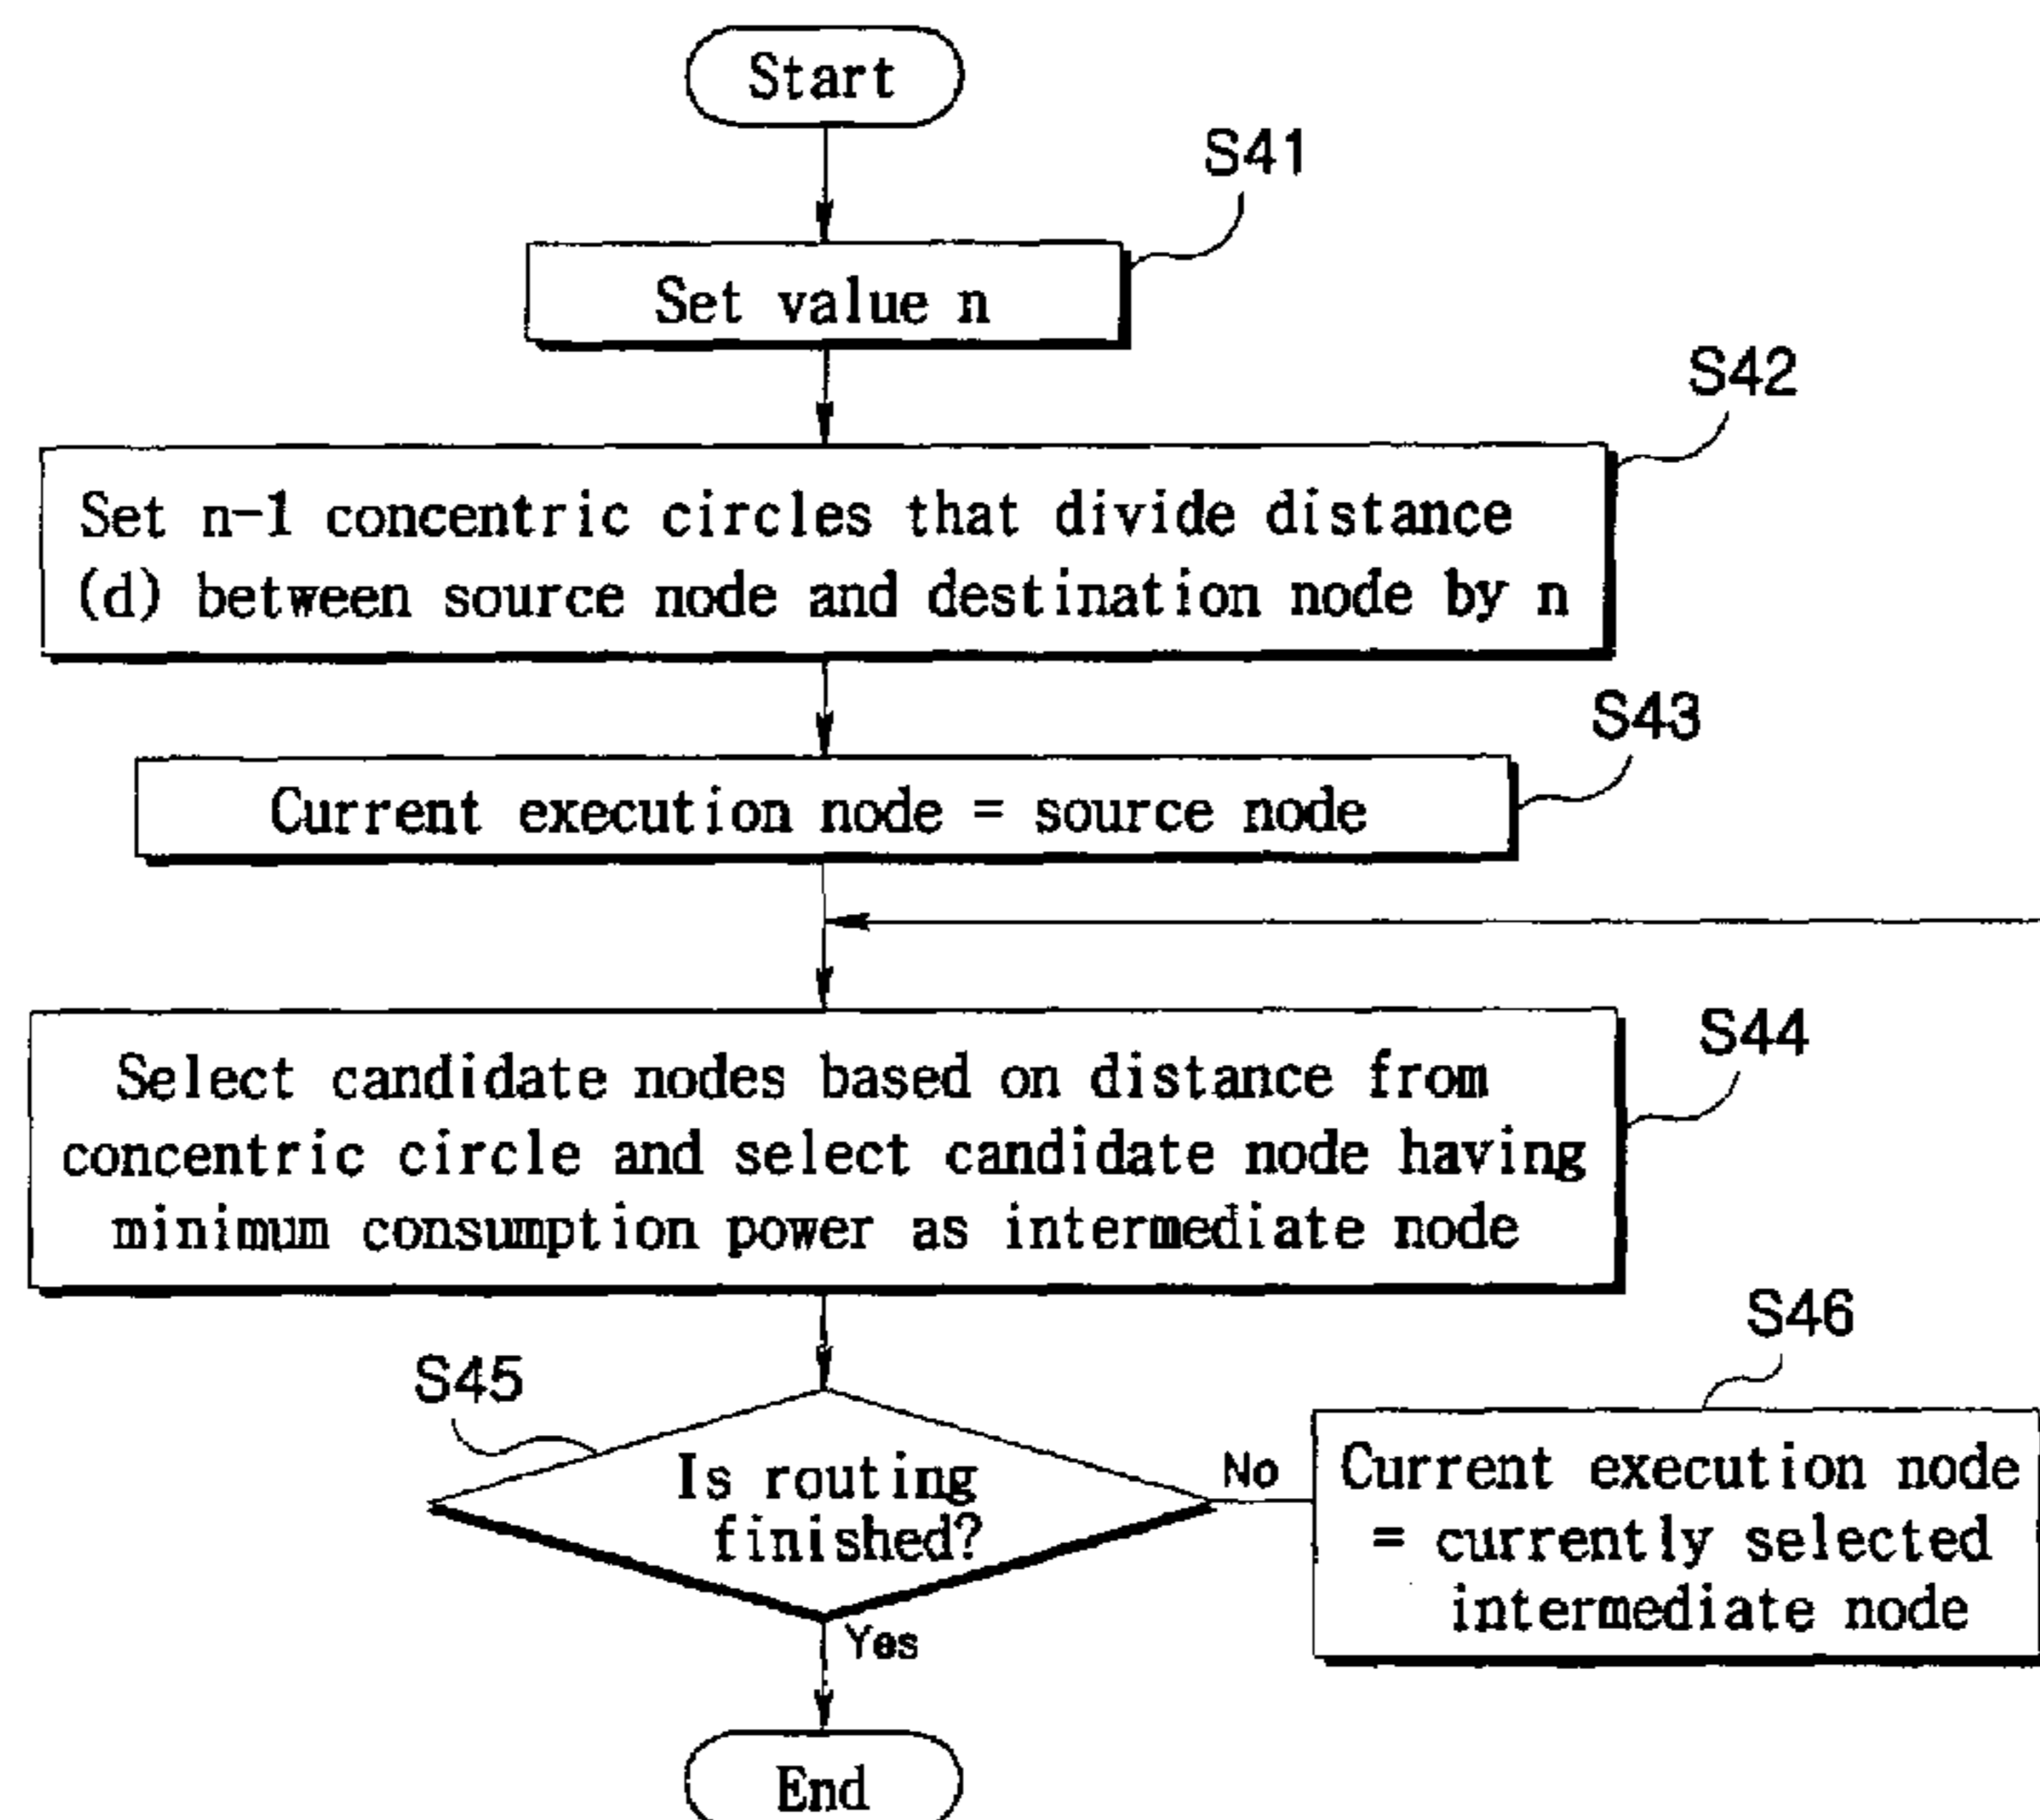 Start
S41
Set value n
S42
Set n-1 concentric circles that divide distance
(d) between source node and destination node by n
S43
Current execution node = source node
S44
Select candidate nodes based on distance from
concentric circle and select candidate node having
minimum consumption power as intermediate node
S45
Is routing
finished?
No
S46
Current execution node
= currently selected
intermediate node
Yes
End